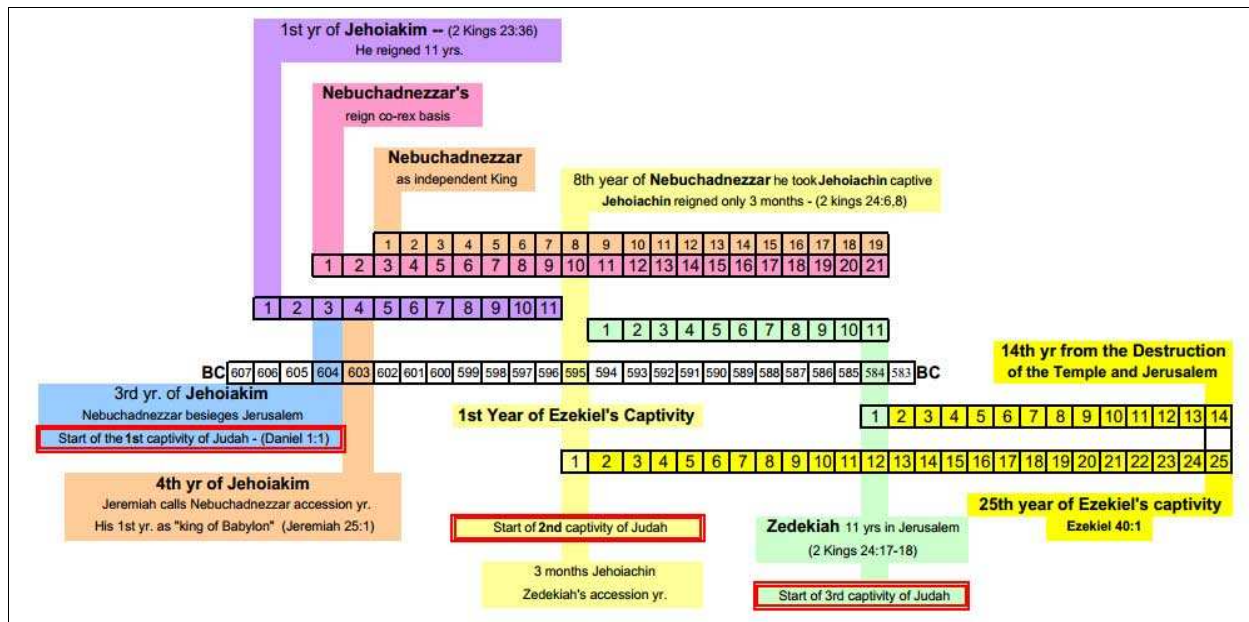 1st yr of Jehoiakim -- (2 Kings 23:36)
He reigned 11 yrs.
Nebuchadnezzar's
reign co-rex basis
Nebuchadnezzar
as independent King
8th year of Nebuchadnezzar he took Jehoiachin captive
Jehoiachin reigned only 3 months - (2 kings 24:6,8)
1 2 3 4 5 6 7 8 9 10 11 12 13 14 15 16 17 18 19
1 2 3 4 5 6 7 8 9 10 11 12 13 14 15 16 17 18 19 20 21
1 2 3 4 5 6 7 8 9 10 11
1 2 3 4 5 6 7 8 9 10 11
BC 607 606 605 604 603 602 601 600 599 598 597 596 595 594 593 592 591 590 589 588 587 586 585 584 583 BC
14th yr from the Destruction
of the Temple and Jerusalem
3rd yr. of Jehoiakim
Nebuchadnezzar besieges Jerusalem
Start of the 1st captivity of Judah - (Daniel 1:1)
1st Year of Ezekiel's Captivity
1 2 3 4 5 6 7 8 9 10 11 12 13 14
1 2 3 4 5 6 7 8 9 10 11 12 13 14 15 16 17 18 19 20 21 22 23 24 25
4th yr of Jehoiakim
Jeremiah calls Nebuchadnezzar accession yr.
His 1st yr. as "king of Babylon" (Jeremiah 25:1)
Start of 2nd captivity of Judah
3 months Jehoiachin
Zedekiah's accession yr.
Zedekiah 11 yrs in Jerusalem
(2 Kings 24:17-18)
Start of 3rd captivity of Judah
25th year of Ezekiel's captivity
Ezekiel 40:1